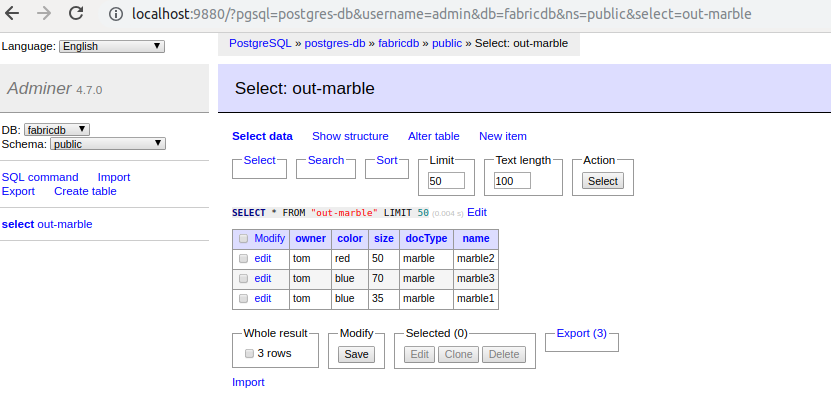 localhost:9880/?pgsql=postgres-db&username=admin&db=fabricdb&ns=public&select=out-marble
Language: English
PostgreSQL » postgres-db » fabricdb » public » Select: out-marble
Adminer 4.7.0
Select: out-marble
DB: fabricdb
Schema: public
SQL command Import
Export Create table
select out-marble
Select data Show structure Alter table New item
Select Search Sort Limit Text length Action
50 100 Select
SELECT * FROM "out-marble" LIMIT 50 (0.004 s) Edit
Modify owner color size docType name
edit tom red 50 marble marble2
edit tom blue 70 marble marble3
edit tom blue 35 marble marble1
Whole result Modify Selected (0) Export (3)
3 rows Save Edit Clone Delete
Import